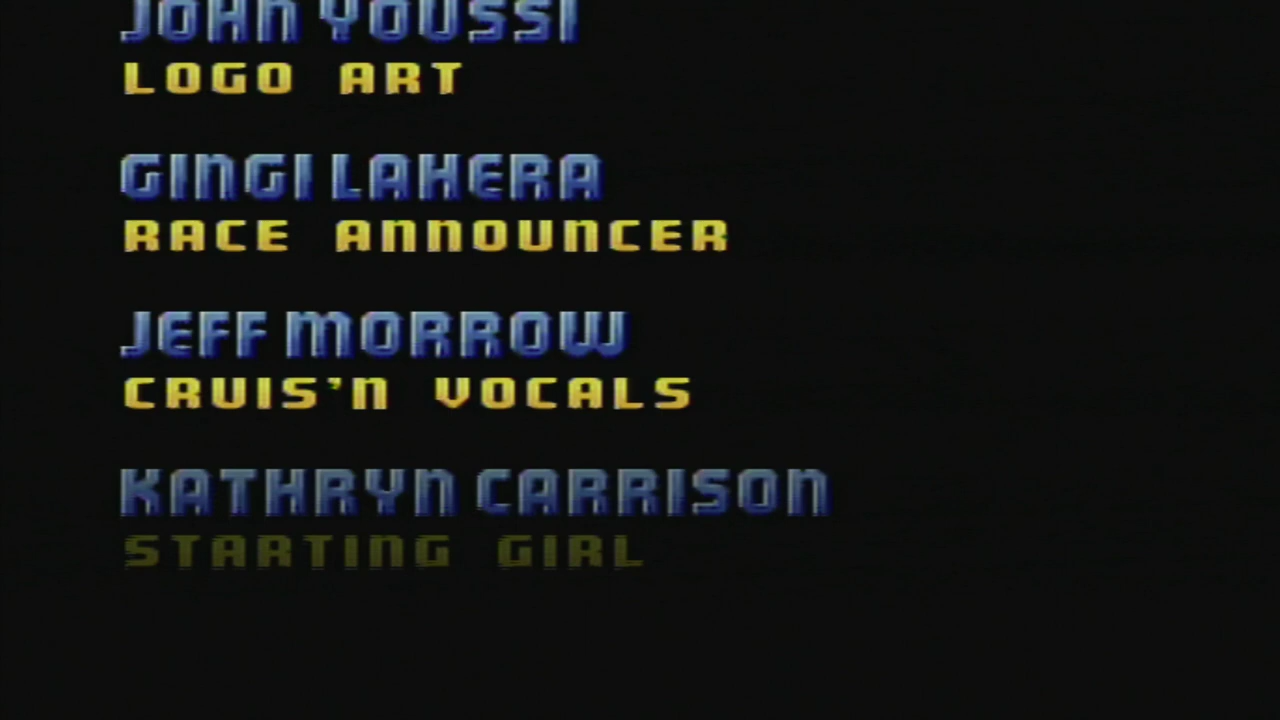 JOHN YOUSSI
LOGO ART
GINGI LAHERA
RACE ANNOUNCER
JEFF MORROW
CRUIS'N VOCALS
KATHRYN CARRISON
STARTING GIRL